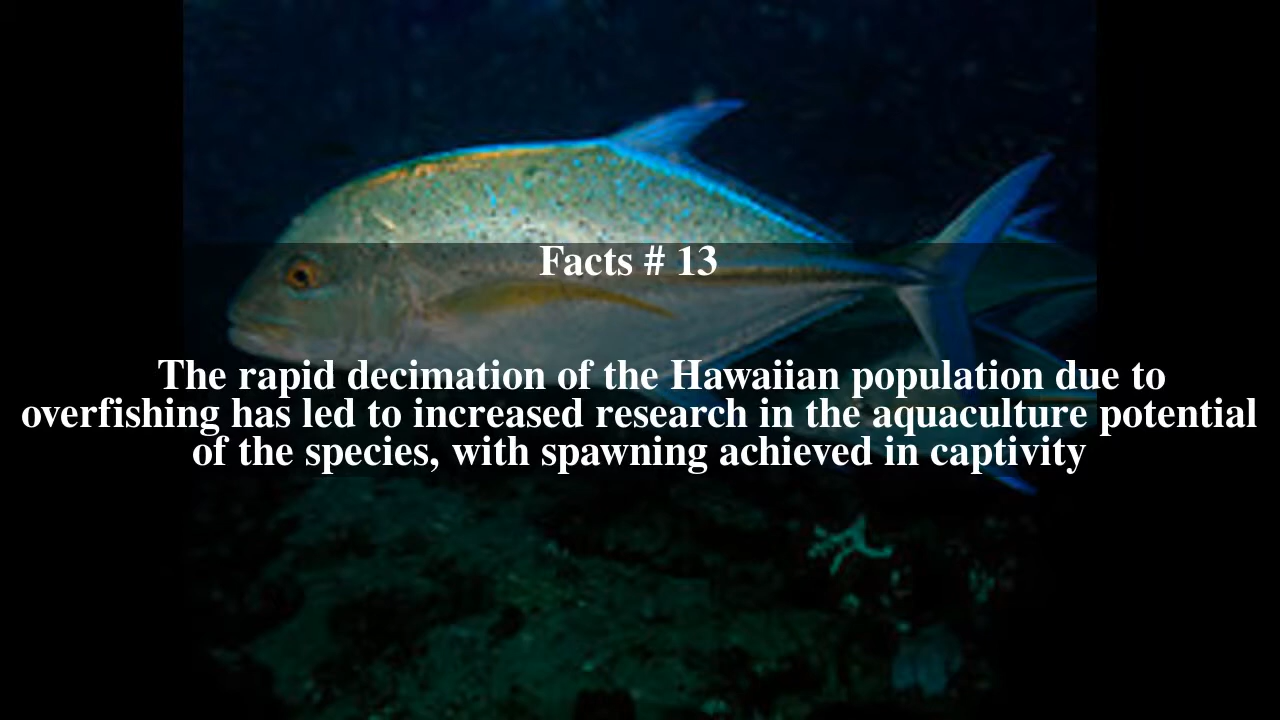 Facts # 13
The rapid decimation of the Hawaiian population due to
overfishing has led to increased research in the aquaculture potential
of the species, with spawning achieved in captivity